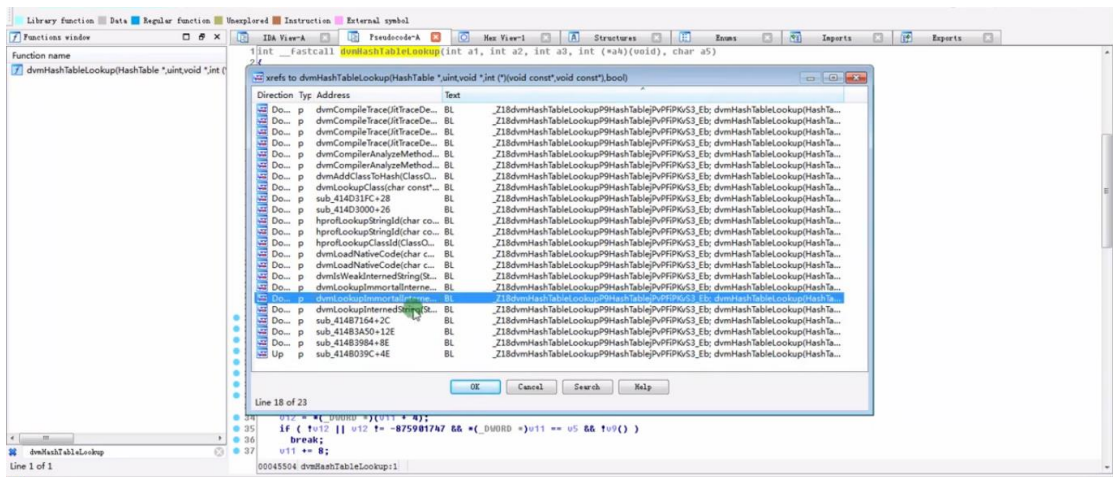 Library function Data Regular function Unexplored Instruction External symbol
Functions window
IDA View-A Pseudocode-A Hex View-1 Structures Enums Imports Exports
Function name
dvmHashTableLookup(HashTable *,uint,void *,int (
1 int __fastcall dvmHashTableLookup(int a1, int a2, int a3, int (*a4)(void), char a5)
2 {
xrefs to dvmHashTableLookup(HashTable *,uint,void *,int (*)(void const*,void const*),bool)
Direction Typ Address Text
Do... p dvmCompileTrace(JitTraceDe... BL _Z18dvmHashTableLookupP9HashTablejPvPFiPKvS3_Eb; dvmHashTableLookup(HashTa...
Do... p dvmCompileTrace(JitTraceDe... BL _Z18dvmHashTableLookupP9HashTablejPvPFiPKvS3_Eb; dvmHashTableLookup(HashTa...
Do... p dvmCompileTrace(JitTraceDe... BL _Z18dvmHashTableLookupP9HashTablejPvPFiPKvS3_Eb; dvmHashTableLookup(HashTa...
Do... p dvmCompileTrace(JitTraceDe... BL _Z18dvmHashTableLookupP9HashTablejPvPFiPKvS3_Eb; dvmHashTableLookup(HashTa...
Do... p dvmCompilerAnalyzeMethod... BL _Z18dvmHashTableLookupP9HashTablejPvPFiPKvS3_Eb; dvmHashTableLookup(HashTa...
Do... p dvmCompilerAnalyzeMethod... BL _Z18dvmHashTableLookupP9HashTablejPvPFiPKvS3_Eb; dvmHashTableLookup(HashTa...
Do... p dvmAddClassToHash(ClassO... BL _Z18dvmHashTableLookupP9HashTablejPvPFiPKvS3_Eb; dvmHashTableLookup(HashTa...
Do... p dvmLookupClass(char const*... BL _Z18dvmHashTableLookupP9HashTablejPvPFiPKvS3_Eb; dvmHashTableLookup(HashTa...
Do... p sub_414D31FC+28 BL _Z18dvmHashTableLookupP9HashTablejPvPFiPKvS3_Eb; dvmHashTableLookup(HashTa...
Do... p sub_414D3000+26 BL _Z18dvmHashTableLookupP9HashTablejPvPFiPKvS3_Eb; dvmHashTableLookup(HashTa...
Do... p hprofLookupStringId(char co... BL _Z18dvmHashTableLookupP9HashTablejPvPFiPKvS3_Eb; dvmHashTableLookup(HashTa...
Do... p hprofLookupStringId(char co... BL _Z18dvmHashTableLookupP9HashTablejPvPFiPKvS3_Eb; dvmHashTableLookup(HashTa...
Do... p hprofLookupClassId(ClassO... BL _Z18dvmHashTableLookupP9HashTablejPvPFiPKvS3_Eb; dvmHashTableLookup(HashTa...
Do... p dvmLoadNativeCode(char c... BL _Z18dvmHashTableLookupP9HashTablejPvPFiPKvS3_Eb; dvmHashTableLookup(HashTa...
Do... p dvmLoadNativeCode(char c... BL _Z18dvmHashTableLookupP9HashTablejPvPFiPKvS3_Eb; dvmHashTableLookup(HashTa...
Do... p dvmIsWeakInternedString(St... BL _Z18dvmHashTableLookupP9HashTablejPvPFiPKvS3_Eb; dvmHashTableLookup(HashTa...
Do... p dvmLookupImmortalInterne... BL _Z18dvmHashTableLookupP9HashTablejPvPFiPKvS3_Eb; dvmHashTableLookup(HashTa...
Do... p dvmLookupImmortalInterne... BL _Z18dvmHashTableLookupP9HashTablejPvPFiPKvS3_Eb; dvmHashTableLookup(HashTa...
Do... p dvmLookupInternedString(St... BL _Z18dvmHashTableLookupP9HashTablejPvPFiPKvS3_Eb; dvmHashTableLookup(HashTa...
Do... p sub_414B7164+2C BL _Z18dvmHashTableLookupP9HashTablejPvPFiPKvS3_Eb; dvmHashTableLookup(HashTa...
Do... p sub_414B3A50+12E BL _Z18dvmHashTableLookupP9HashTablejPvPFiPKvS3_Eb; dvmHashTableLookup(HashTa...
Do... p sub_414B3984+8E BL _Z18dvmHashTableLookupP9HashTablejPvPFiPKvS3_Eb; dvmHashTableLookup(HashTa...
Up p sub_414B039C+4E BL _Z18dvmHashTableLookupP9HashTablejPvPFiPKvS3_Eb; dvmHashTableLookup(HashTa...
OK Cancel Search Help
Line 18 of 23
34 v12 = *(_DWORD *)(v11 + 4);
35 if ( !v12 || v12 != -875901747 && *(_DWORD *)v11 == v5 && !v9() )
36 break;
37 v11 += 8;
dvmHashTableLookup
Line 1 of 1
00045504 dvmHashTableLookup:1